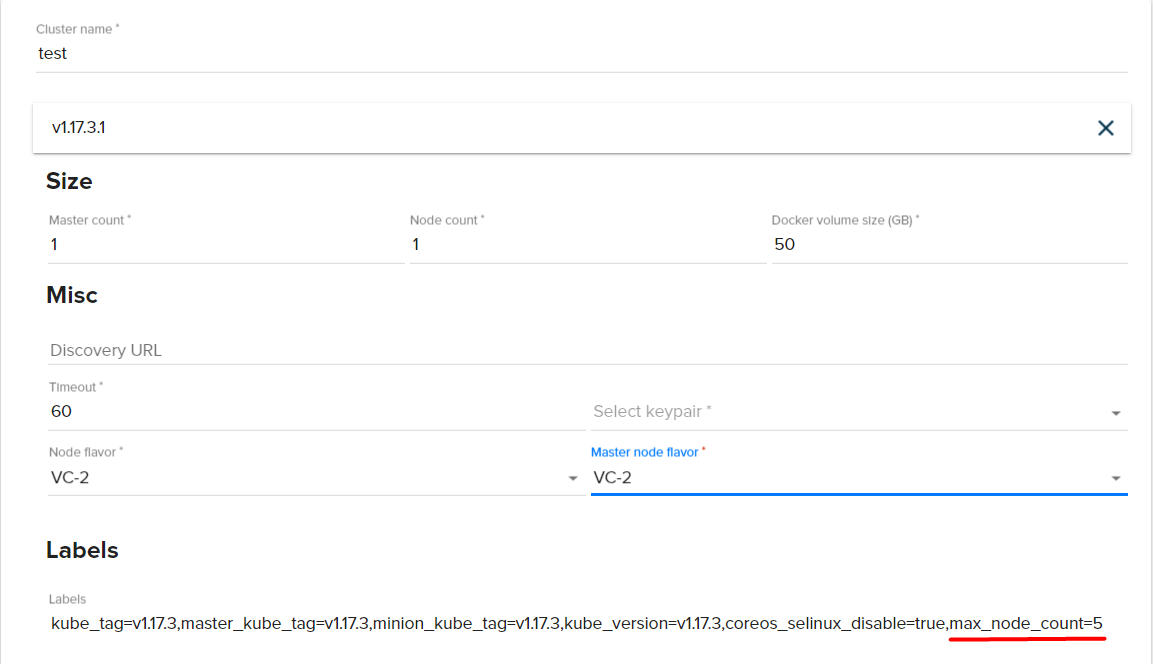 Cluster name *
test
v1.17.3.1
Size
Master count * Node count * Docker volume size (GB) *
1 1 50
Misc
Discovery URL
Timeout *
60 Select keypair *
Node flavor * Master node flavor *
VC-2 VC-2
Labels
Labels
kube_tag=v1.17.3,master_kube_tag=v1.17.3,minion_kube_tag=v1.17.3,kube_version=v1.17.3,coreos_selinux_disable=true,max_node_count=5